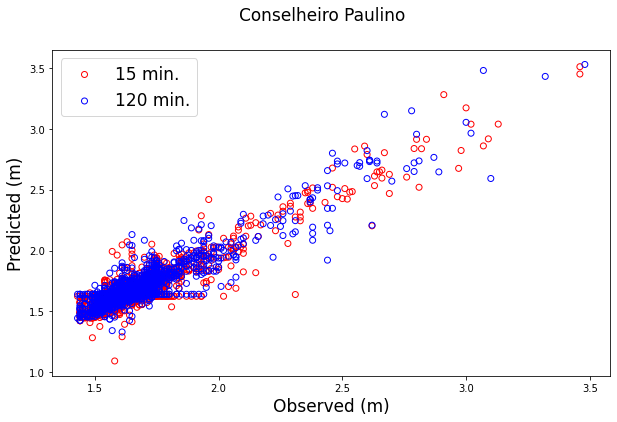 Conselheiro Paulino
15 min.
120 min.
Predicted (m)
3.5
3.0
2.5
2.0
1.5
1.0
1.5
2.0
2.5
3.0
3.5
Observed (m)